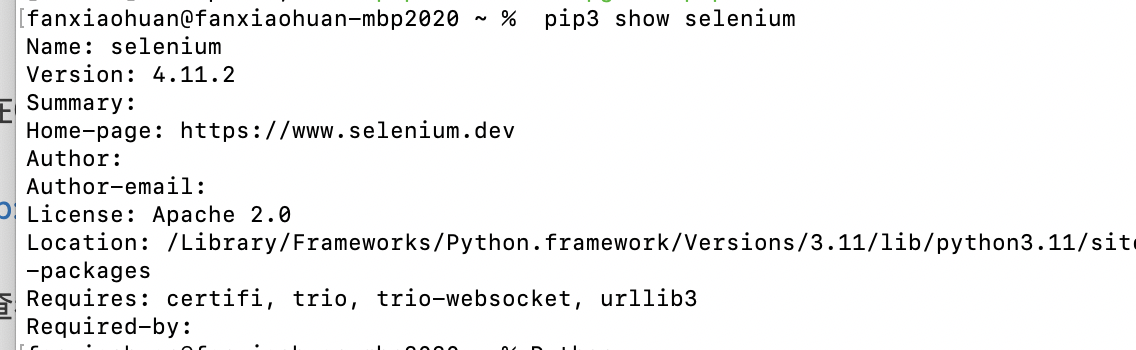 [fanxiaohuan@fanxiaohuan-mbp2020 ~ %  pip3 show selenium
Name: selenium
Version: 4.11.2
Summary:
Home-page: https://www.selenium.dev
Author:
Author-email:
License: Apache 2.0
Location: /Library/Frameworks/Python.framework/Versions/3.11/lib/python3.11/site
-packages
Requires: certifi, trio, trio-websocket, urllib3
Required-by: